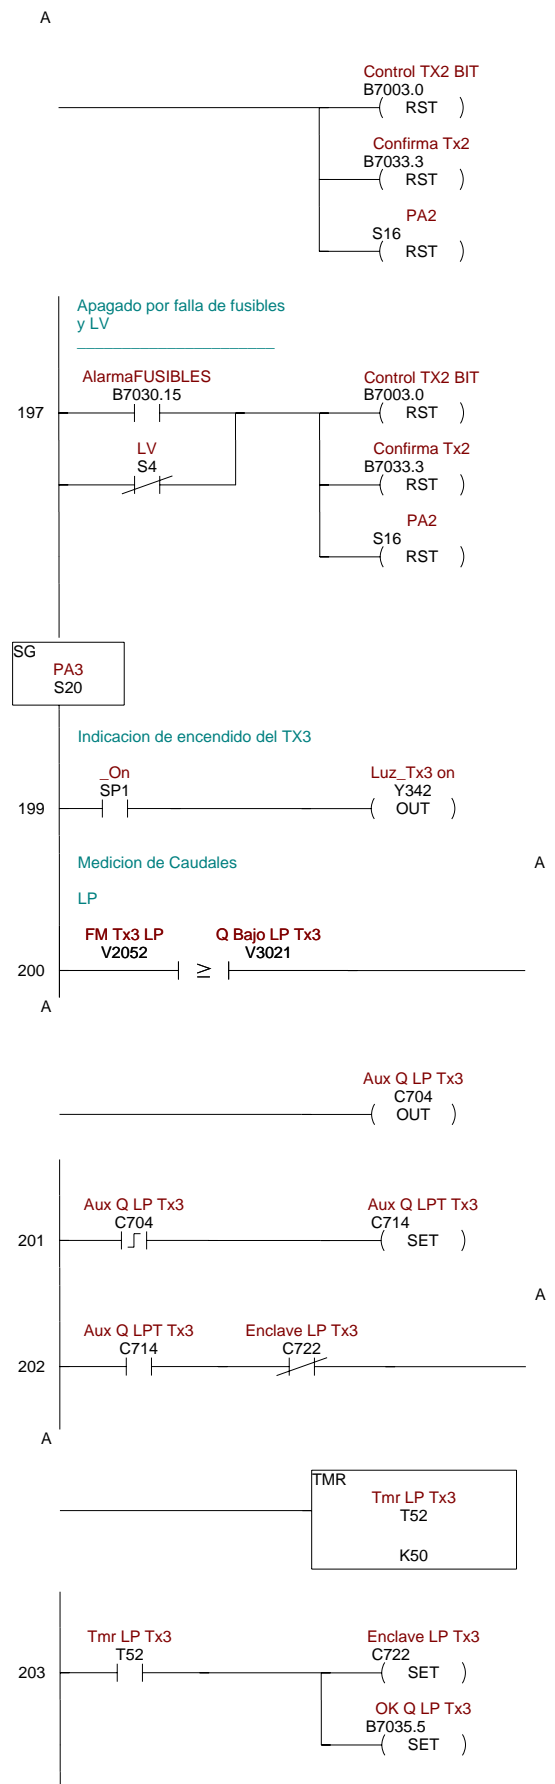 A
Control TX2 BIT
B7003.0
RST
Confirma Tx2
B7033.3
RST
PA2
S16
RST
Apagado por falla de fusibles
y LV
AlarmaFUSIBLES
B7030.15
Control TX2 BIT
B7003.0
197
RST
LV
S4
Confirma Tx2
B7033.3
RST
PA2
S16
RST
SG
PA3
S20
Indicacion de encendido del TX3
_On
SP1
Luz_Tx3 on
Y342
199
OUT
Medicion de Caudales
A
LP
FM Tx3 LP
V2052
Q Bajo LP Tx3
V3021
200
≥
A
Aux Q LP Tx3
C704
OUT
Aux Q LP Tx3
C704
Aux Q LPT Tx3
C714
201
SET
A
Aux Q LPT Tx3
C714
Enclave LP Tx3
C722
202
A
TMR
Tmr LP Tx3
T52
K50
Tmr LP Tx3
T52
Enclave LP Tx3
C722
203
SET
OK Q LP Tx3
B7035.5
SET